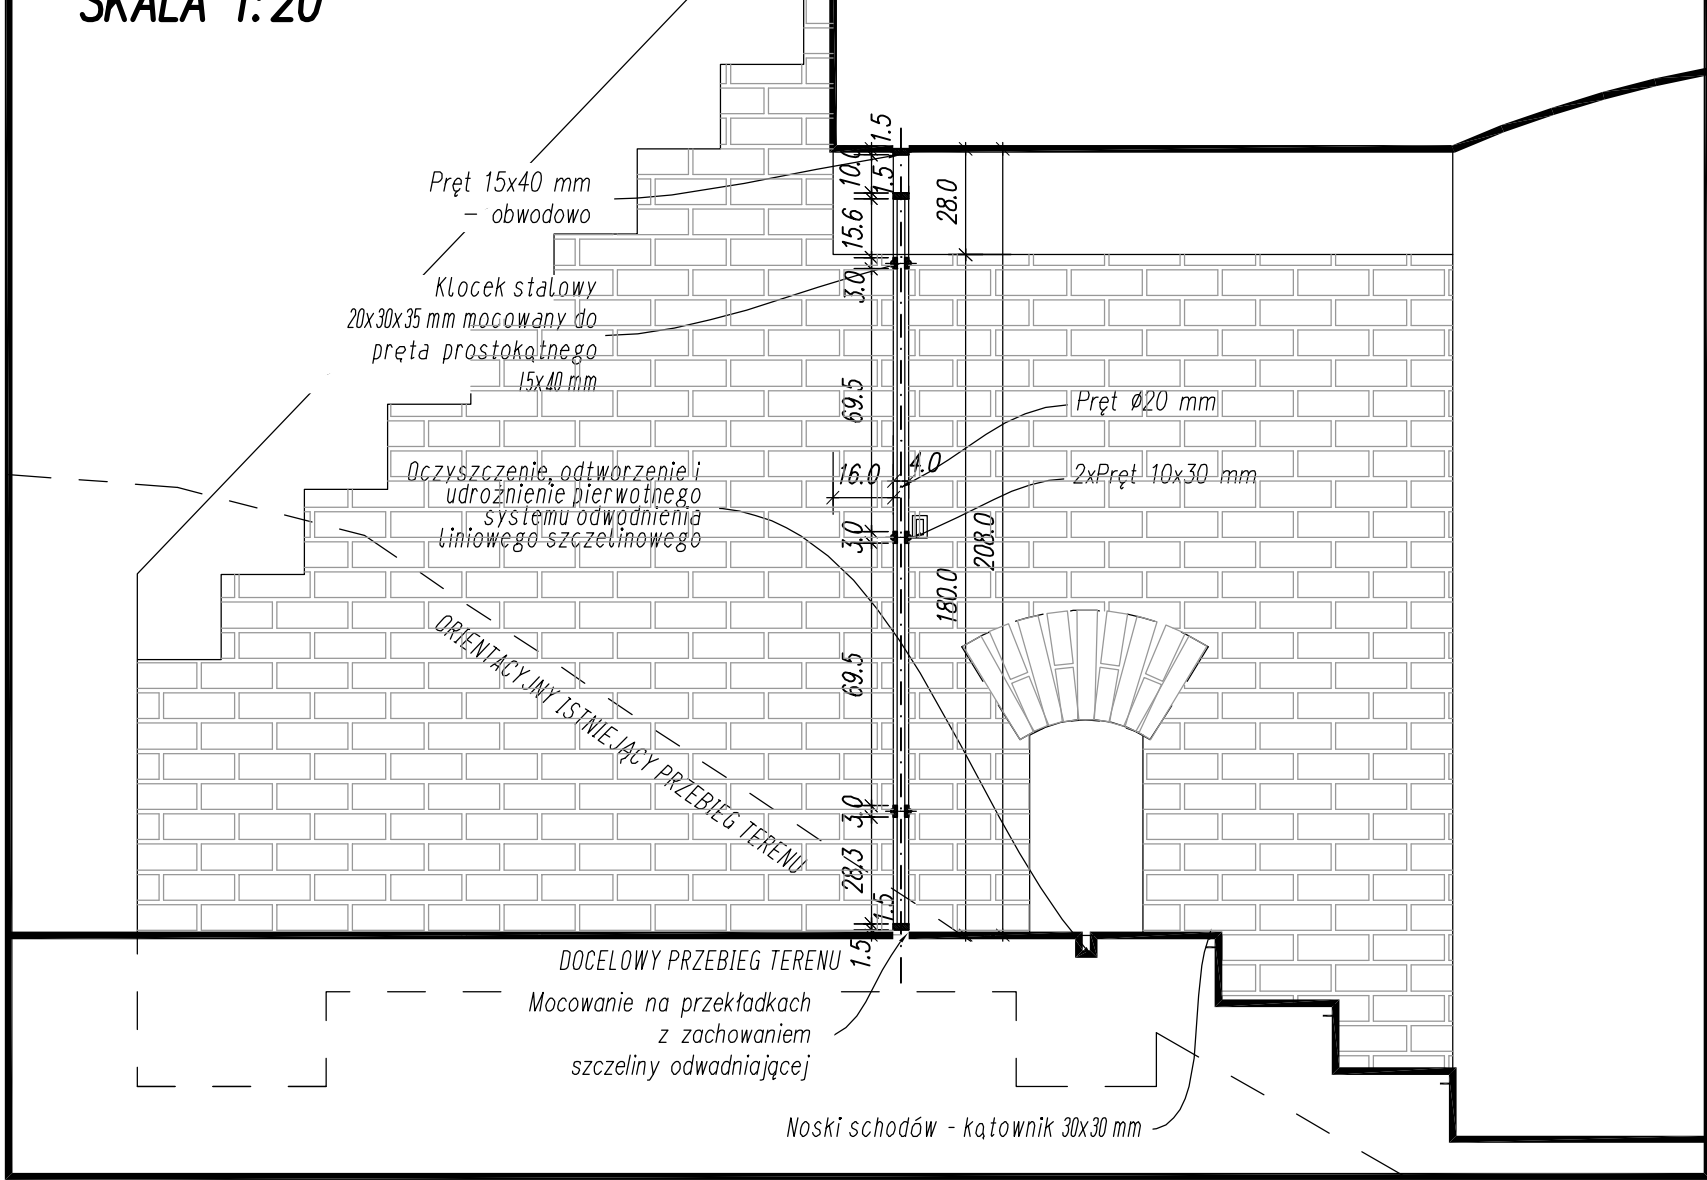 SKALA 1:20
Pręt 15x40 mm
– obwodowo
Klocek stalowy
20x30x35 mm mocowany do
pręta prostokątnego
15x40 mm
Oczyszczenie, odtworzenie i
udrożnienie pierwotnego
systemu odwodnienia
liniowego szczelinowego
ORIENTACYJNY ISTNIEJĄCY PRZEBIEG TERENU
1.5
10.0
1.5
15.6
3.0
69.5
16.0
4.0
3.0
69.5
3.0
28/3
1.5
1.5
28.0
180.0
208.0
Pręt Ø20 mm
2xPręt 10x30 mm
DOCELOWY PRZEBIEG TERENU
Mocowanie na przekładkach
z zachowaniem
szczeliny odwadniającej
Noski schodów - kątownik 30x30 mm